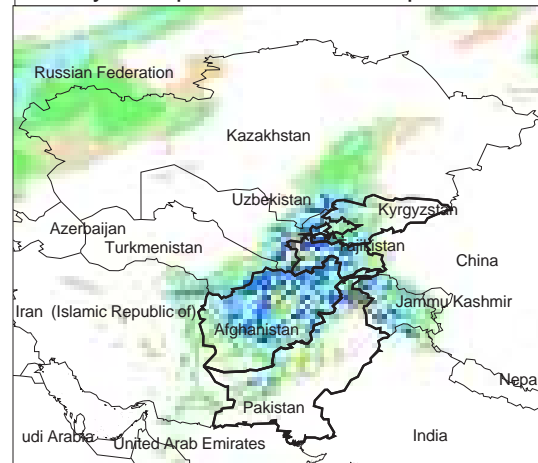 Russian Federation
Kazakhstan
Uzbekistan
Kyrgyzstan
Azerbaijan
Turkmenistan
Tajikistan
China
Iran (Islamic Republic of)
Jammu Kashmir
Afghanistan
Nepa
Pakistan
udi Arabia
United Arab Emirates
India